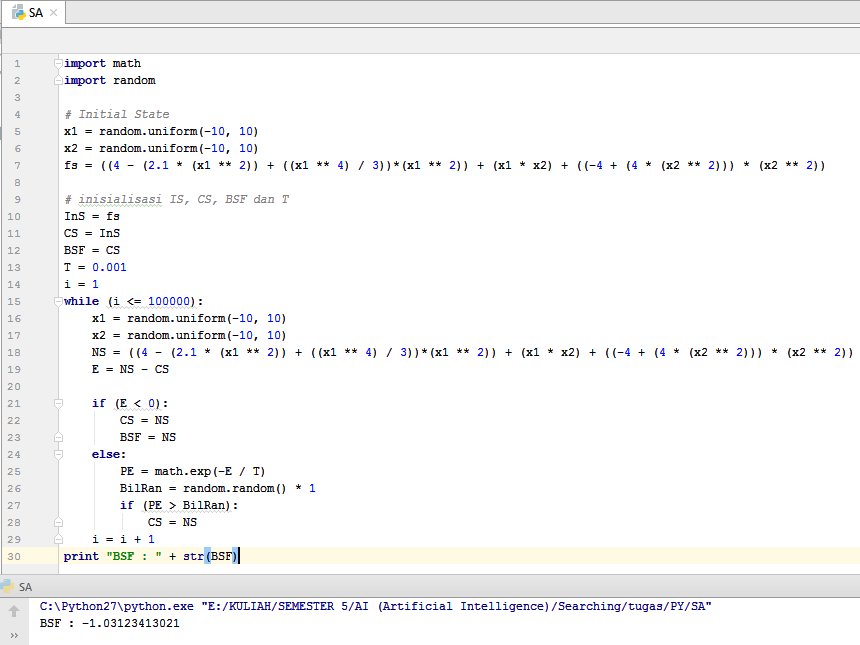 SA
1 import math
2 import random
3
4 # Initial State
5 x1 = random.uniform(-10, 10)
6 x2 = random.uniform(-10, 10)
7 fs = ((4 - (2.1 * (x1 ** 2)) + ((x1 ** 4) / 3))*(x1 ** 2)) + (x1 * x2) + ((-4 + (4 * (x2 ** 2))) * (x2 ** 2))
8
9 # inisialisasi IS, CS, BSF dan T
10 InS = fs
11 CS = InS
12 BSF = CS
13 T = 0.001
14 i = 1
15 while (i <= 100000):
16     x1 = random.uniform(-10, 10)
17     x2 = random.uniform(-10, 10)
18     NS = ((4 - (2.1 * (x1 ** 2)) + ((x1 ** 4) / 3))*(x1 ** 2)) + (x1 * x2) + ((-4 + (4 * (x2 ** 2))) * (x2 ** 2))
19     E = NS - CS
20
21     if (E < 0):
22         CS = NS
23         BSF = NS
24     else:
25         PE = math.exp(-E / T)
26         BilRan = random.random() * 1
27         if (PE > BilRan):
28             CS = NS
29     i = i + 1
30 print "BSF : " + str(BSF)
SA
C:\Python27\python.exe "E:/KULIAH/SEMESTER 5/AI (Artificial Intelligence)/Searching/tugas/PY/SA"
BSF : -1.03123413021